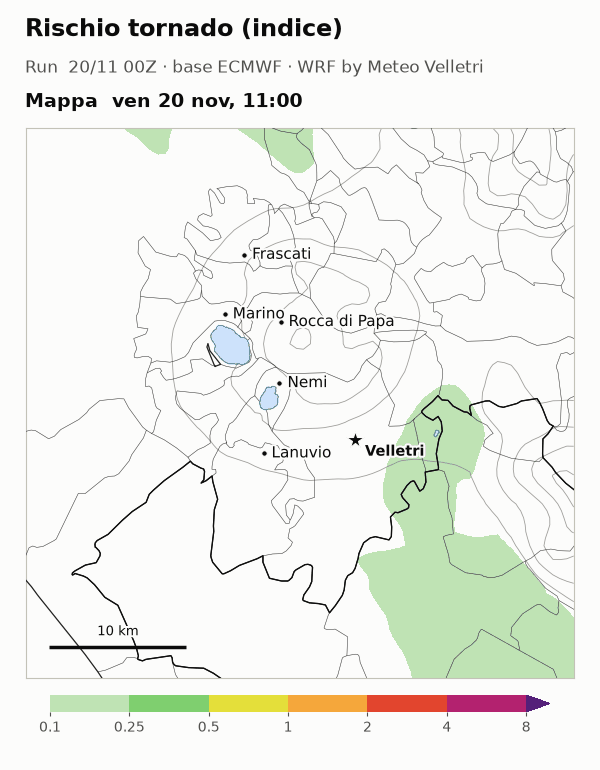 Rischio tornado (indice)
Run  20/11 00Z · base ECMWF · WRF by Meteo Velletri
Mappa  ven 20 nov, 11:00
Frascati
Marino
Rocca di Papa
Nemi
Velletri
Lanuvio
10 km
0.1 0.25 0.5 1 2 4 8